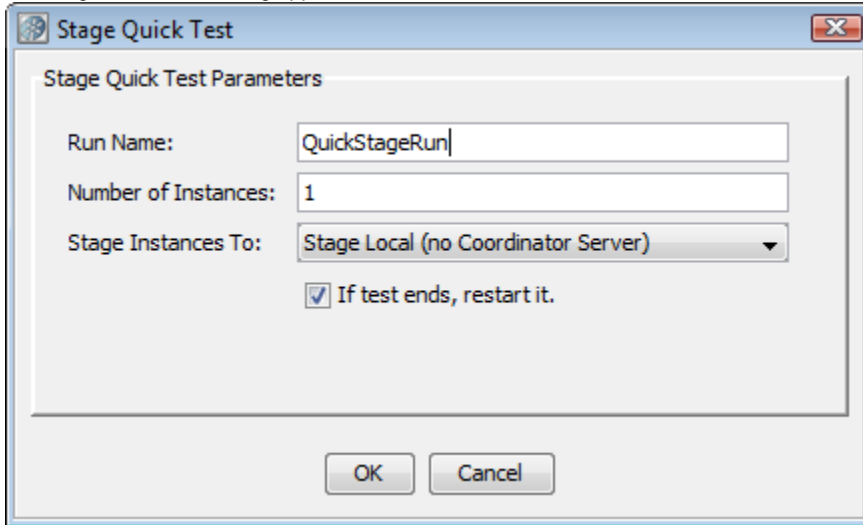 Stage Quick Test
Stage Quick Test Parameters
Run Name: QuickStageRun
Number of Instances: 1
Stage Instances To: Stage Local (no Coordinator Server)
If test ends, restart it.
OK Cancel